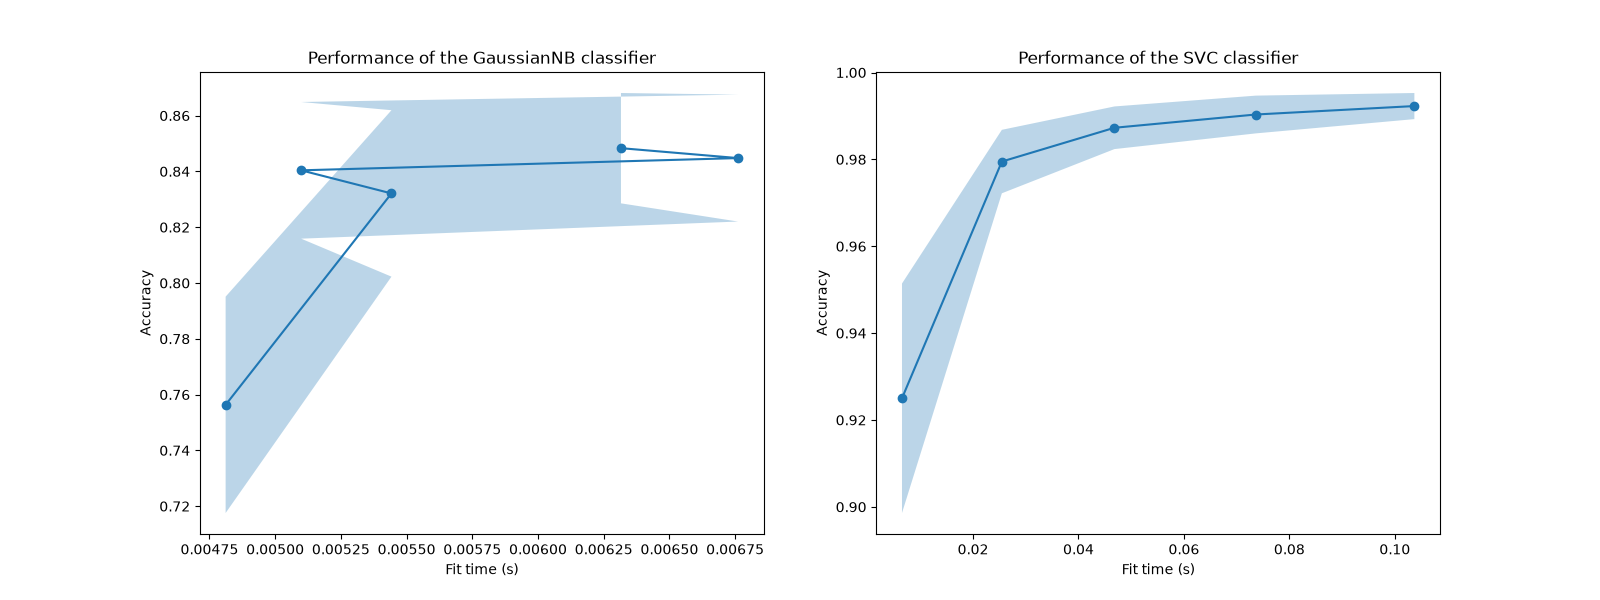 Performance of the GaussianNB classifier
Accuracy
0.86
0.84
0.82
0.80
0.78
0.76
0.74
0.72
0.00475 0.00500 0.00525 0.00550 0.00575 0.00600 0.00625 0.00650 0.00675
Fit time (s)
Performance of the SVC classifier
Accuracy
1.00
0.98
0.96
0.94
0.92
0.90
0.02 0.04 0.06 0.08 0.10
Fit time (s)